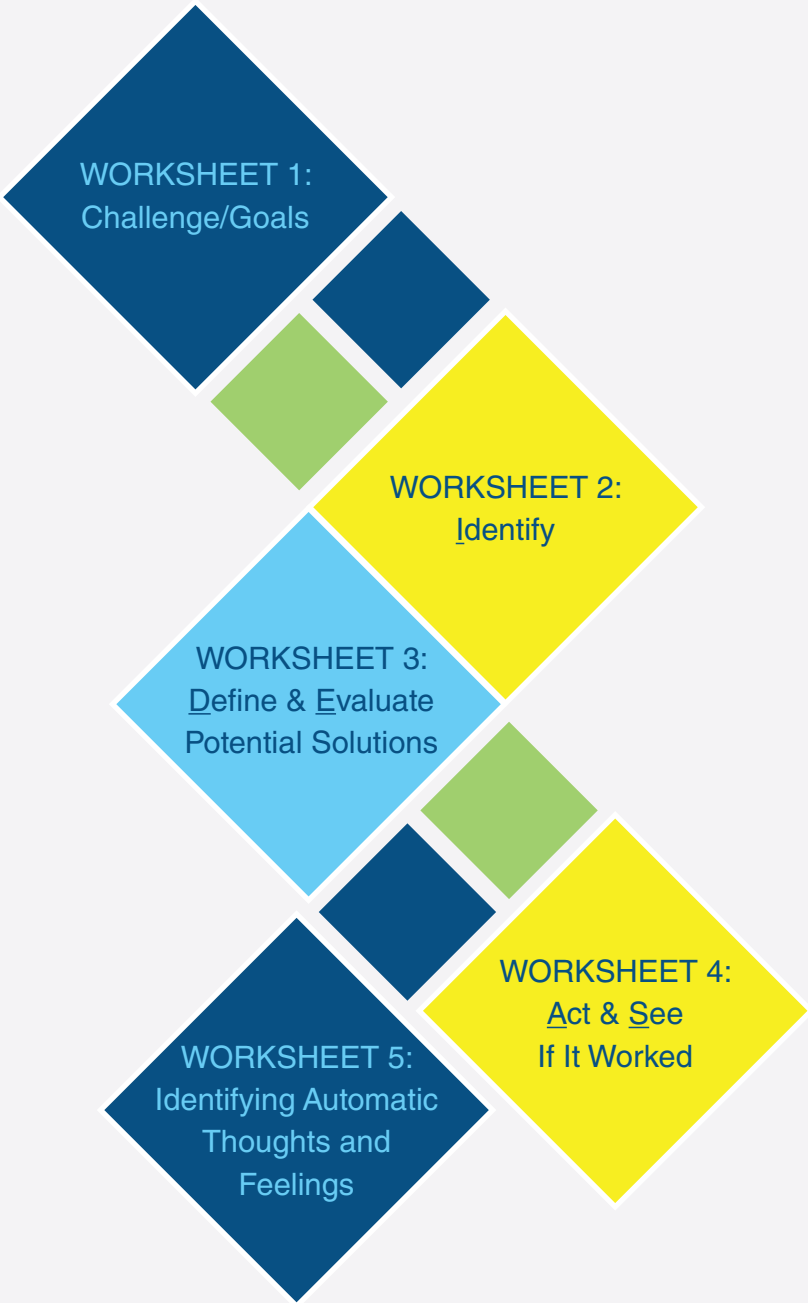 WORKSHEET 1:
Challenge/Goals
WORKSHEET 2:
Identify
WORKSHEET 3:
Define & Evaluate
Potential Solutions
WORKSHEET 4:
Act & See
If It Worked
WORKSHEET 5:
Identifying Automatic
Thoughts and
Feelings